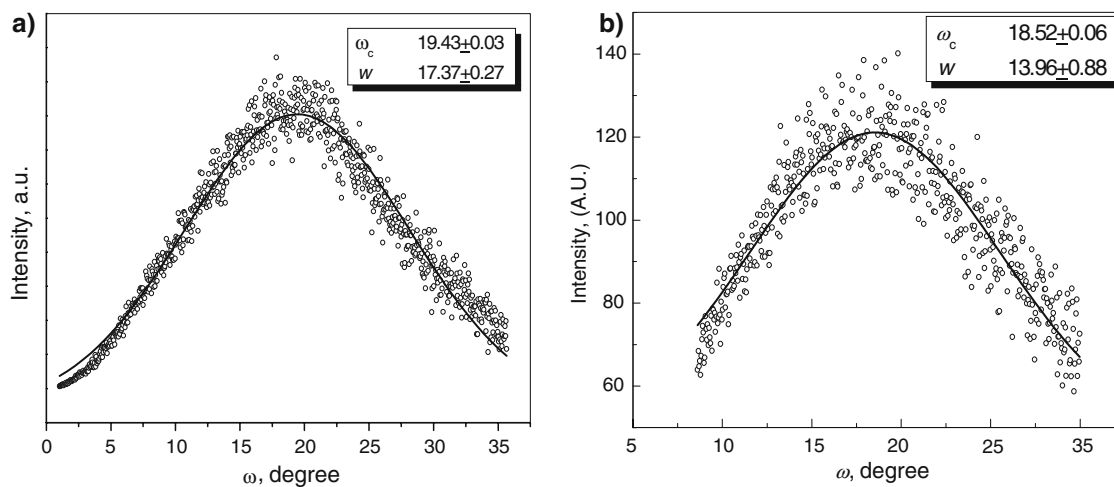 a)
ω_c 19.43±0.03
w 17.37±0.27
Intensity, a.u.
0 5 10 15 20 25 30 35
ω, degree
b)
ω_c 18.52±0.06
w 13.96±0.88
140
120
100
80
60
Intensity, (A.U.)
5 10 15 20 25 30 35
ω, degree